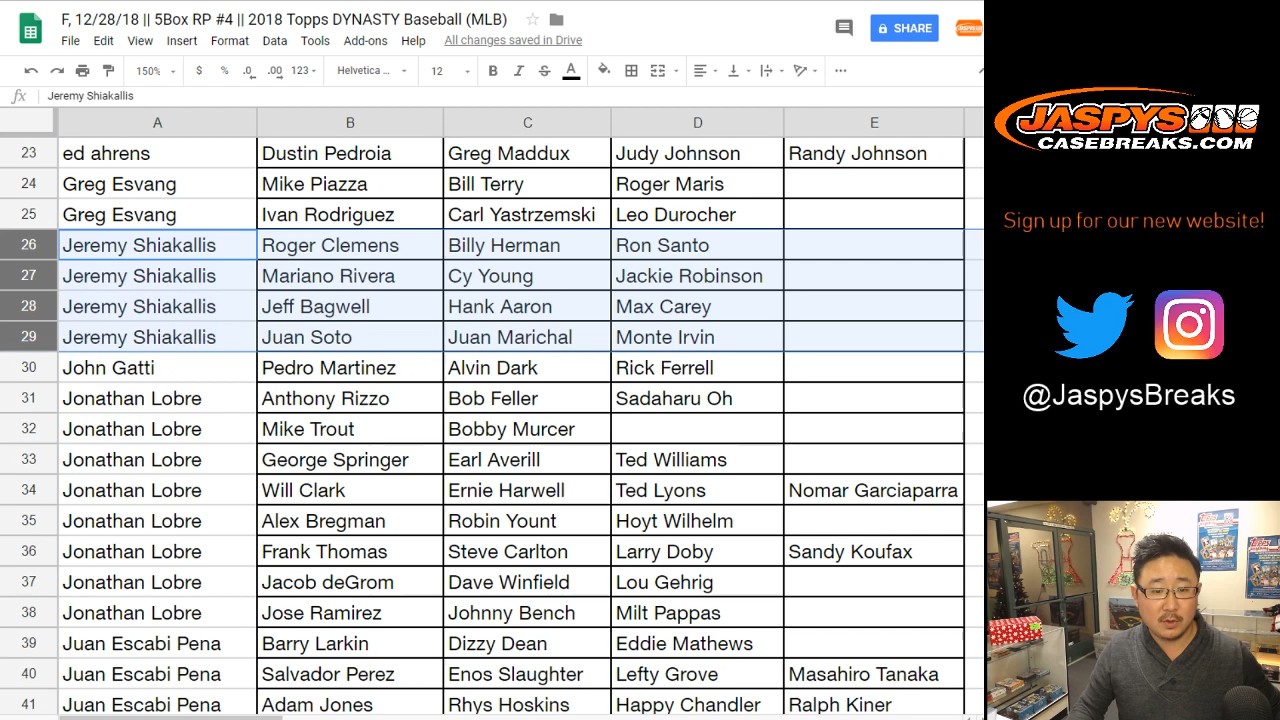 F, 12/28/18 || 5Box RP #4 || 2018 Topps DYNASTY Baseball (MLB)
SHARE
File Edit View Insert Format Data Tools Add-ons Help All changes saved in Drive
150% $ % .0 .00 123 Helvetica... 12 B I S A
fx Jeremy Shiakallis
A B C D E
23 ed ahrens Dustin Pedroia Greg Maddux Judy Johnson Randy Johnson
24 Greg Esvang Mike Piazza Bill Terry Roger Maris
25 Greg Esvang Ivan Rodriguez Carl Yastrzemski Leo Durocher
26 Jeremy Shiakallis Roger Clemens Billy Herman Ron Santo
27 Jeremy Shiakallis Mariano Rivera Cy Young Jackie Robinson
28 Jeremy Shiakallis Jeff Bagwell Hank Aaron Max Carey
29 Jeremy Shiakallis Juan Soto Juan Marichal Monte Irvin
30 John Gatti Pedro Martinez Alvin Dark Rick Ferrell
31 Jonathan Lobre Anthony Rizzo Bob Feller Sadaharu Oh
32 Jonathan Lobre Mike Trout Bobby Murcer
33 Jonathan Lobre George Springer Earl Averill Ted Williams
34 Jonathan Lobre Will Clark Ernie Harwell Ted Lyons Nomar Garciaparra
35 Jonathan Lobre Alex Bregman Robin Yount Hoyt Wilhelm
36 Jonathan Lobre Frank Thomas Steve Carlton Larry Doby Sandy Koufax
37 Jonathan Lobre Jacob deGrom Dave Winfield Lou Gehrig
38 Jonathan Lobre Jose Ramirez Johnny Bench Milt Pappas
39 Juan Escabi Pena Barry Larkin Dizzy Dean Eddie Mathews
40 Juan Escabi Pena Salvador Perez Enos Slaughter Lefty Grove Masahiro Tanaka
41 Juan Escabi Pena Adam Jones Rhys Hoskins Happy Chandler Ralph Kiner
JASPYS
CASEBREAKS.COM
Sign up for our new website!
@JaspysBreaks